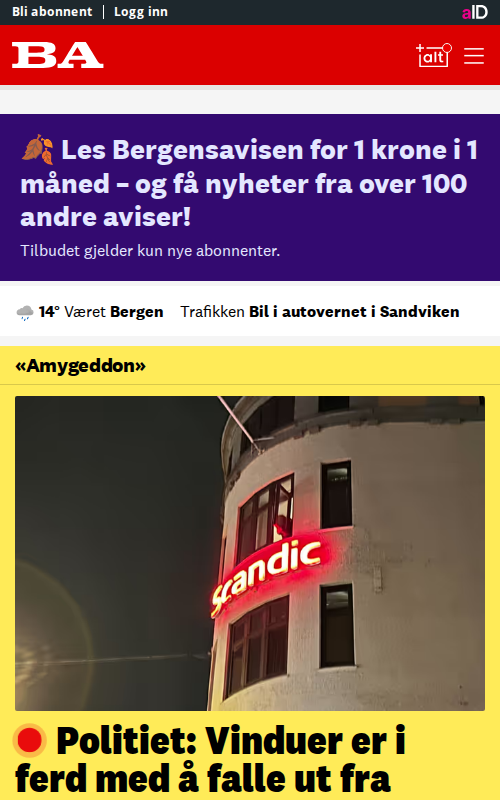 Bli abonnent | Logg inn
aID
BA
alt
Les Bergensavisen for 1 krone i 1
måned – og få nyheter fra over 100
andre aviser!
Tilbudet gjelder kun nye abonnenter.
14° Været Bergen Trafikken Bil i autovernet i Sandviken
«Amygeddon»
Scandic
Politiet: Vinduer er i
ferd med å falle ut fra